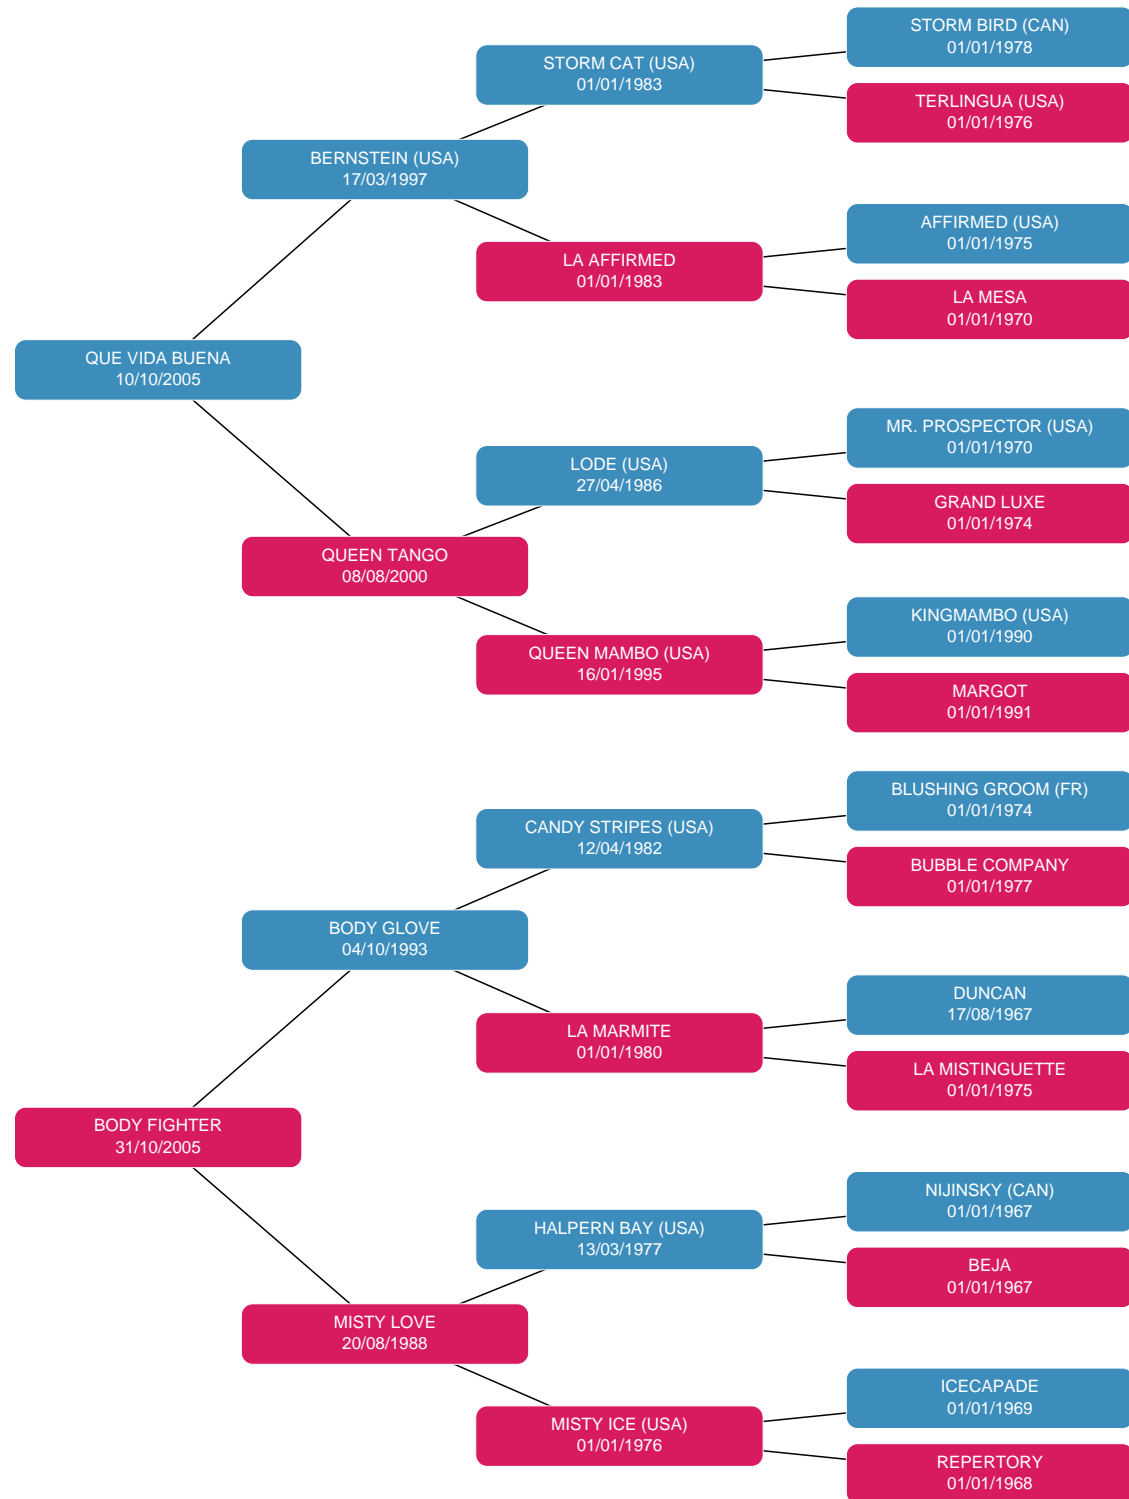 STORM BIRD (CAN)
01/01/1978
STORM CAT (USA)
01/01/1983
TERLINGUA (USA)
01/01/1976
BERNSTEIN (USA)
17/03/1997
AFFIRMED (USA)
01/01/1975
LA AFFIRMED
01/01/1983
LA MESA
01/01/1970
QUE VIDA BUENA
10/10/2005
MR. PROSPECTOR (USA)
01/01/1970
LODE (USA)
27/04/1986
GRAND LUXE
01/01/1974
QUEEN TANGO
08/08/2000
KINGMAMBO (USA)
01/01/1990
QUEEN MAMBO (USA)
16/01/1995
MARGOT
01/01/1991
BLUSHING GROOM (FR)
01/01/1974
CANDY STRIPES (USA)
12/04/1982
BUBBLE COMPANY
01/01/1977
BODY GLOVE
04/10/1993
DUNCAN
17/08/1967
LA MARMITE
01/01/1980
LA MISTINGUETTE
01/01/1975
BODY FIGHTER
31/10/2005
NIJINSKY (CAN)
01/01/1967
HALPERN BAY (USA)
13/03/1977
BEJA
01/01/1967
MISTY LOVE
20/08/1988
ICECAPADE
01/01/1969
MISTY ICE (USA)
01/01/1976
REPERTORY
01/01/1968